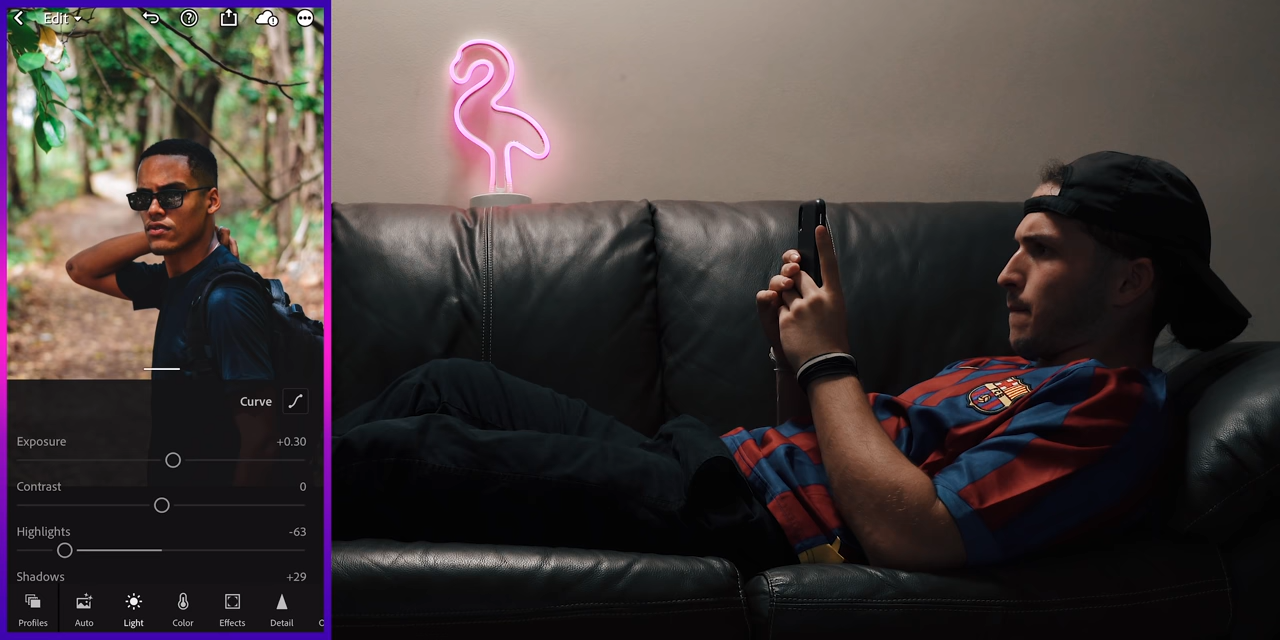 Edit
Curve
Exposure +0.30
Contrast 0
Highlights -63
Shadows +29
Profiles Auto Light Color Effects Detail